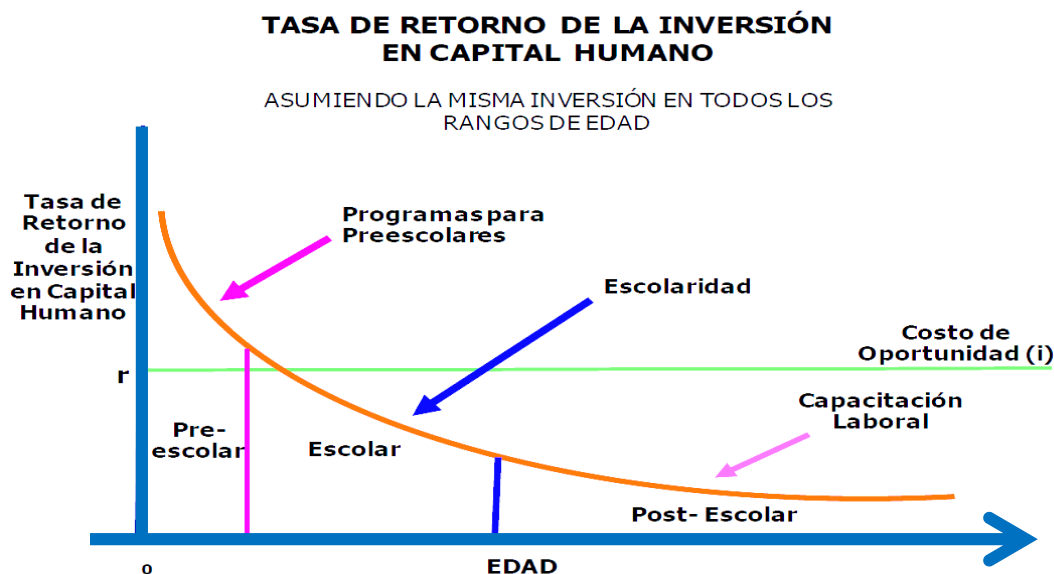 TASA DE RETORNO DE LA INVERSIÓN
EN CAPITAL HUMANO
ASUMIENDO LA MISMA INVERSIÓN EN TODOS LOS
RANGOS DE EDAD
Tasa de
Retorno
de la
Inversión
en Capital
Humano
Programas para
Preescolares
Escolaridad
Costo de
Oportunidad (i)
r
Capacitación
Laboral
Pre-
escolar
Escolar
Post- Escolar
0
EDAD